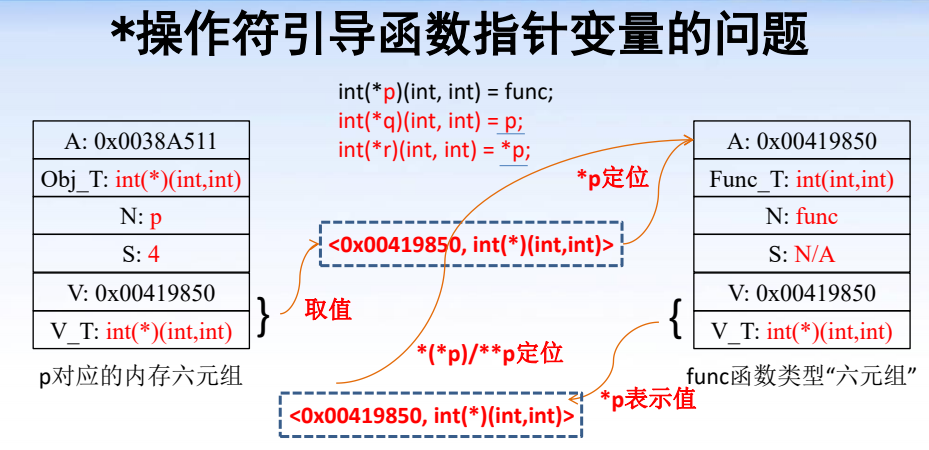 *操作符引导函数指针变量的问题
int(*p)(int, int) = func;
int(*q)(int, int) = p;
int(*r)(int, int) = *p;
A: 0x0038A511
Obj_T: int(*)(int,int)
N: p
S: 4
V: 0x00419850
V_T: int(*)(int,int)
p对应的内存六元组
}
取值
<0x00419850, int(*)(int,int)>
*p定位
*(*p)/**p定位
<0x00419850, int(*)(int,int)>
*p表示值
{
A: 0x00419850
Func_T: int(int,int)
N: func
S: N/A
V: 0x00419850
V_T: int(*)(int,int)
func函数类型“六元组”